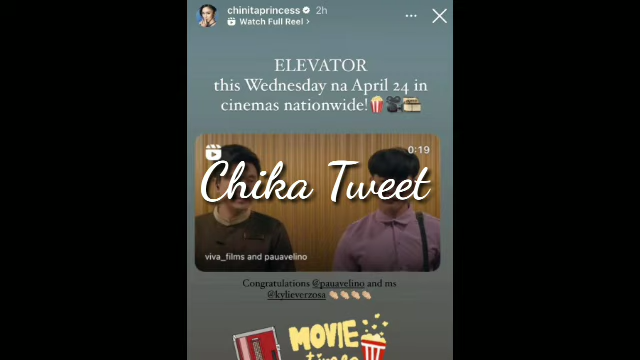 chinitaprincess 2h
Watch Full Reel >
ELEVATOR
this Wednesday na April 24 in
cinemas nationwide!
0:19
Chika Tweet
viva_films and pauavelino
Congratulations @pauavelino and ms
@kylieverzosa
MOVIE
time